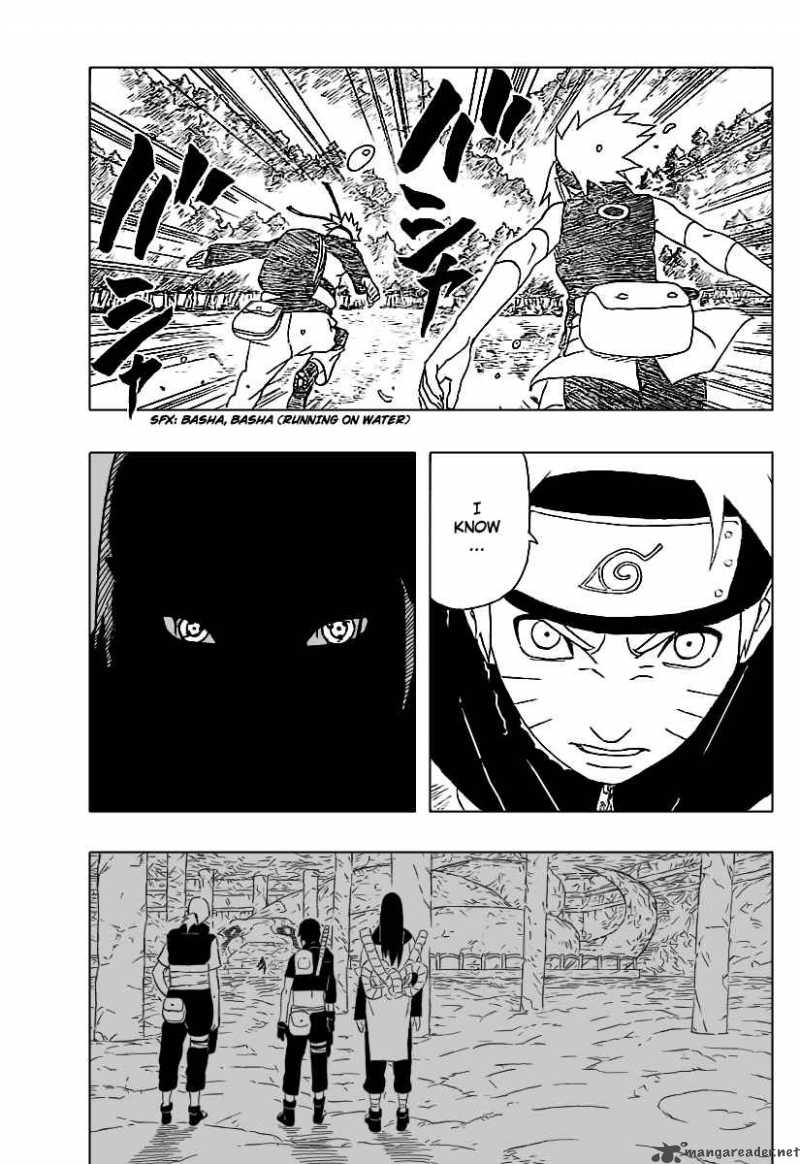 バシャ
バシャ
SFX: BASHA, BASHA (RUNNING ON WATER)
I
KNOW
...
mangareader.net